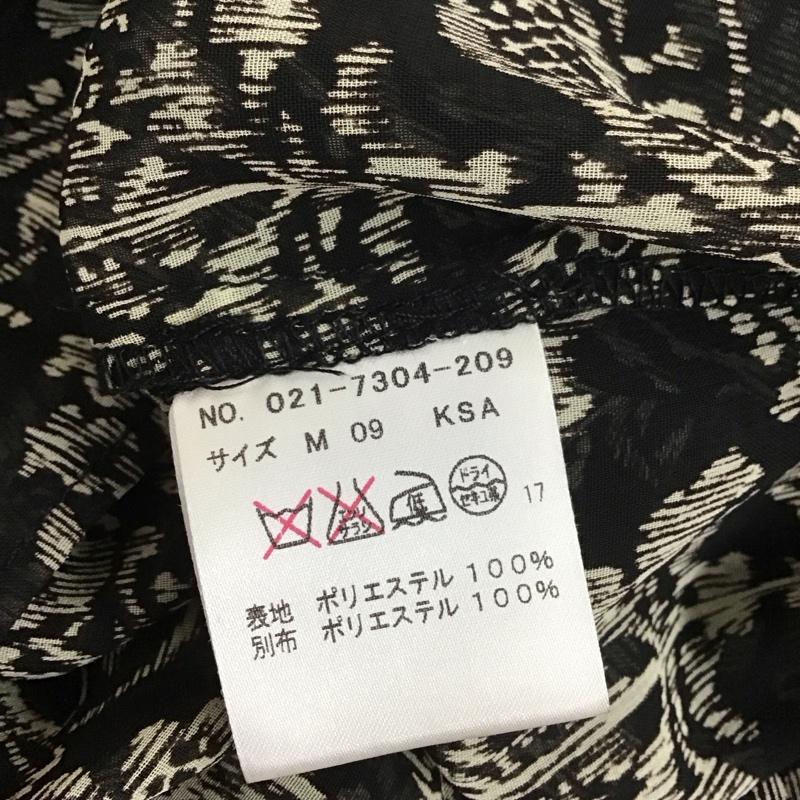 NO. 021-7304-209
サイズ M 09 KSA
エンソ サラシ 低 ドライ セキユ系 17
表地 ポリエステル 100%
別布 ポリエステル 100%